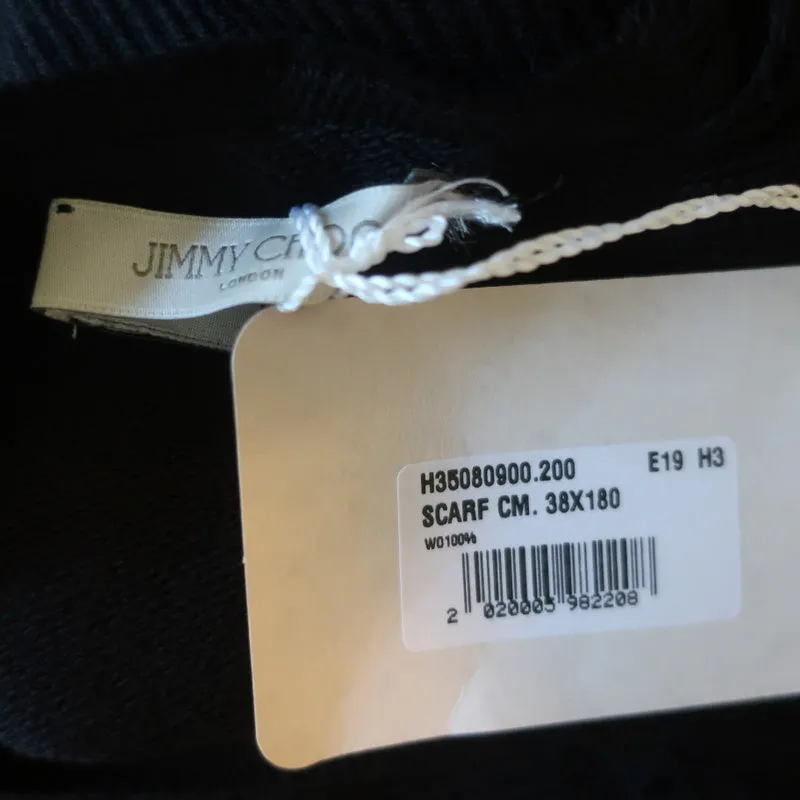 JIMMY CHOO
LONDON
H35080900.200 E19 H3
SCARF CM. 38X180
WO100%
2 020005 982208